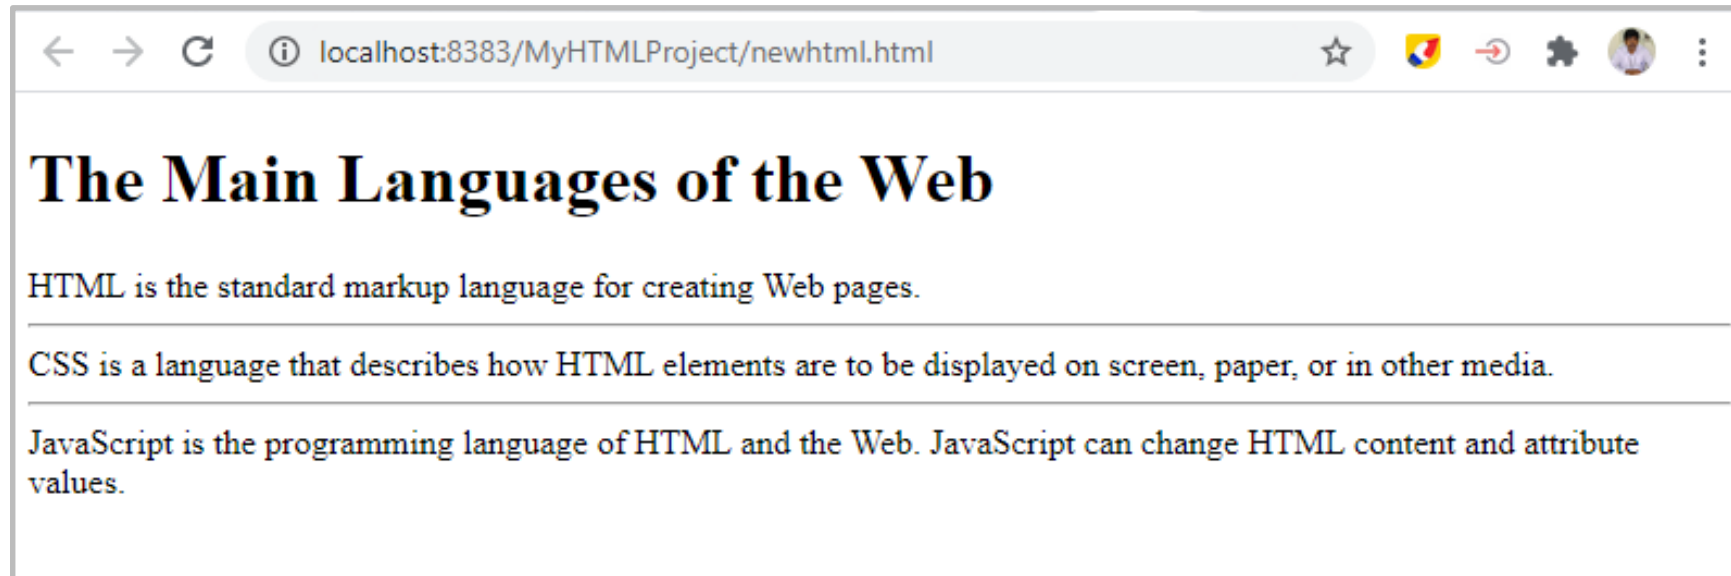 localhost:8383/MyHTMLProject/newhtml.html
The Main Languages of the Web
HTML is the standard markup language for creating Web pages.
CSS is a language that describes how HTML elements are to be displayed on screen, paper, or in other media.
JavaScript is the programming language of HTML and the Web. JavaScript can change HTML content and attribute
values.